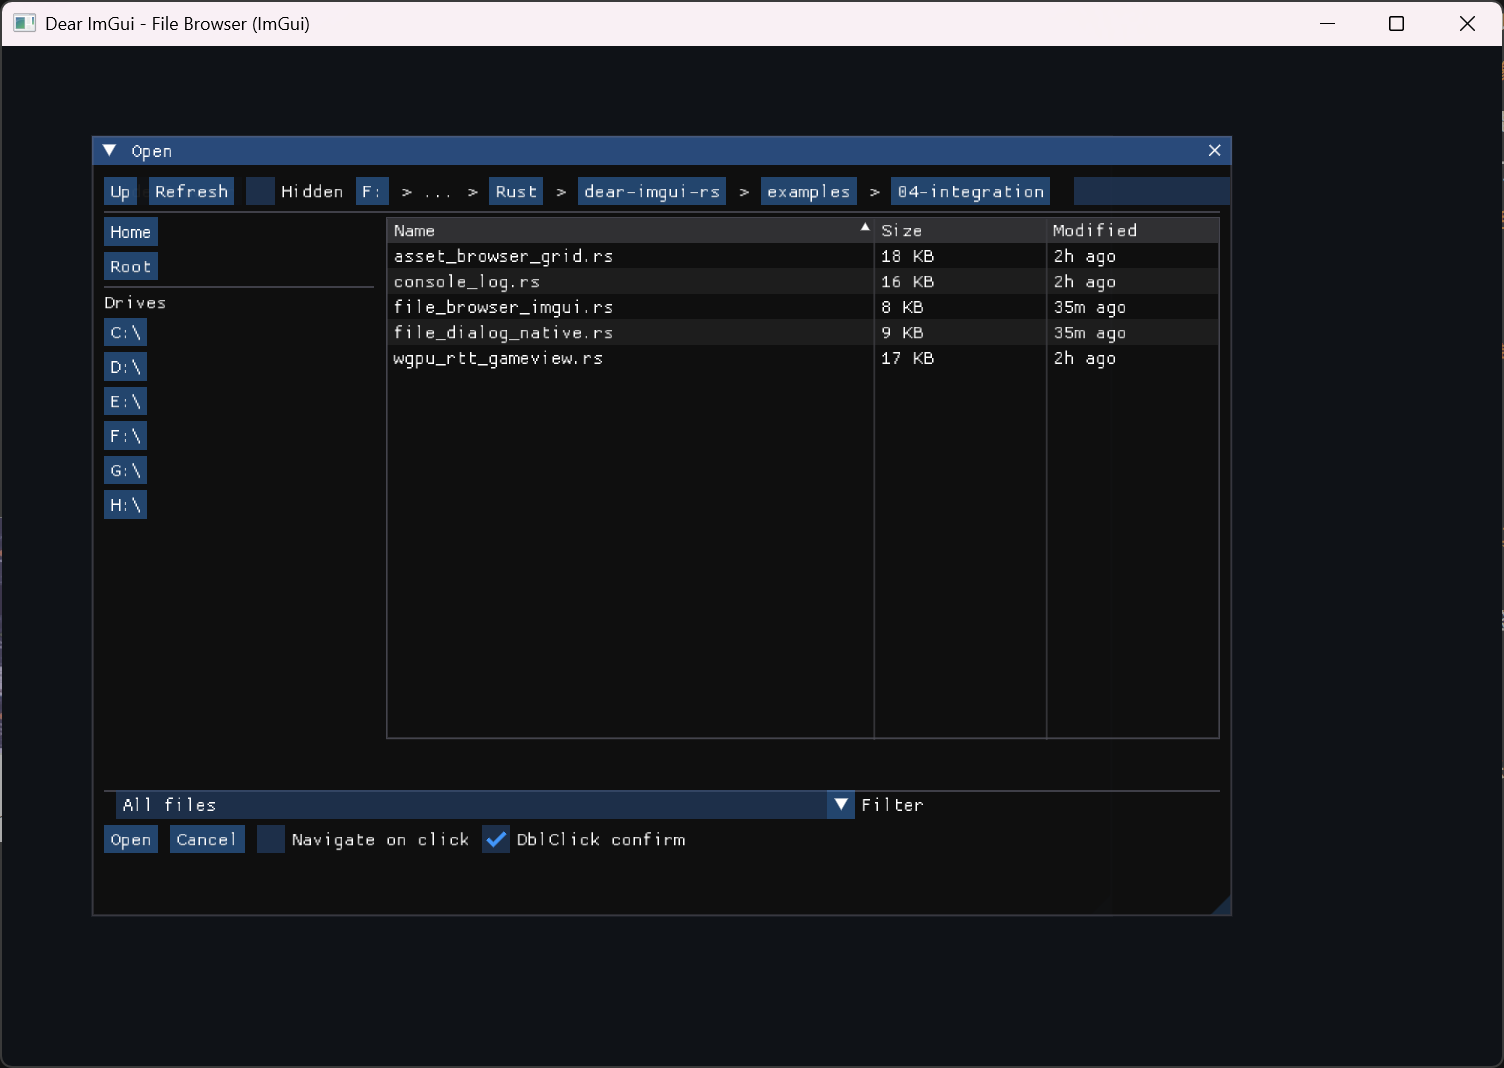 Dear ImGui - File Browser (ImGui)
Open
Up Refresh Hidden F: > ... > Rust > dear-imgui-rs > examples > 04-integration
Home
Root
Drives
C:\
D:\
E:\
F:\
G:\
H:\
Name Size Modified
asset_browser_grid.rs 18 KB 2h ago
console_log.rs 16 KB 2h ago
file_browser_imgui.rs 8 KB 35m ago
file_dialog_native.rs 9 KB 35m ago
wgpu_rtt_gameview.rs 17 KB 2h ago
All files Filter
Open Cancel Navigate on click DblClick confirm